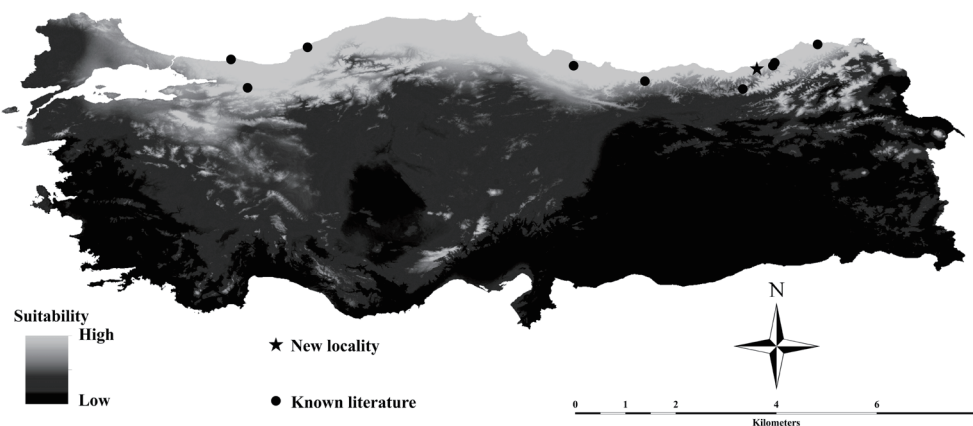 N
Suitability
High
Low
New locality
Known literature
0 1 2 4 6
Kilometers